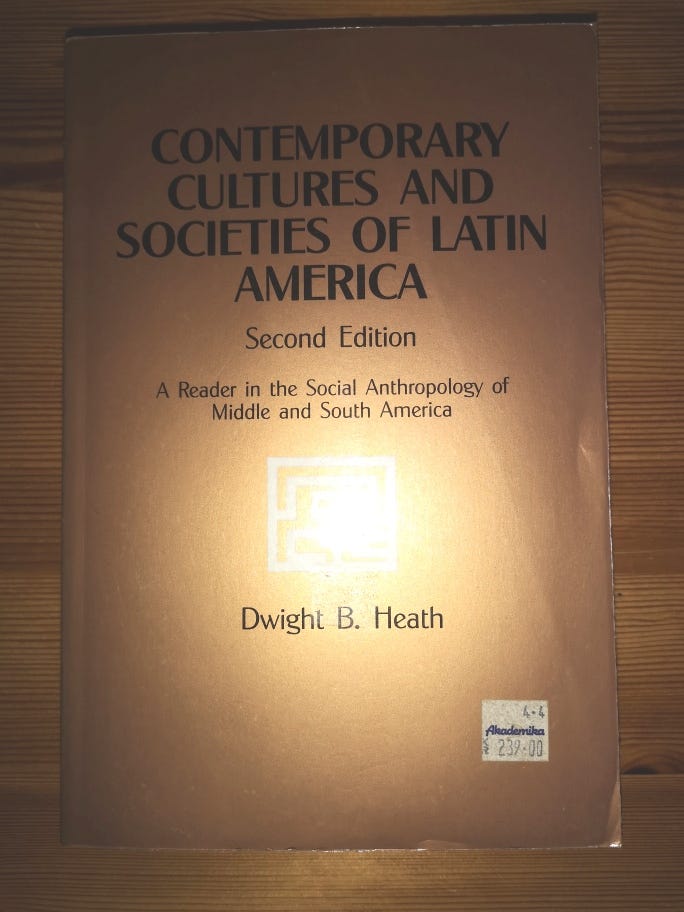 CONTEMPORARY
CULTURES AND
SOCIETIES OF LATIN
AMERICA
Second Edition
A Reader in the Social Anthropology of
Middle and South America
Dwight B. Heath
4·4
Akademika
239·00